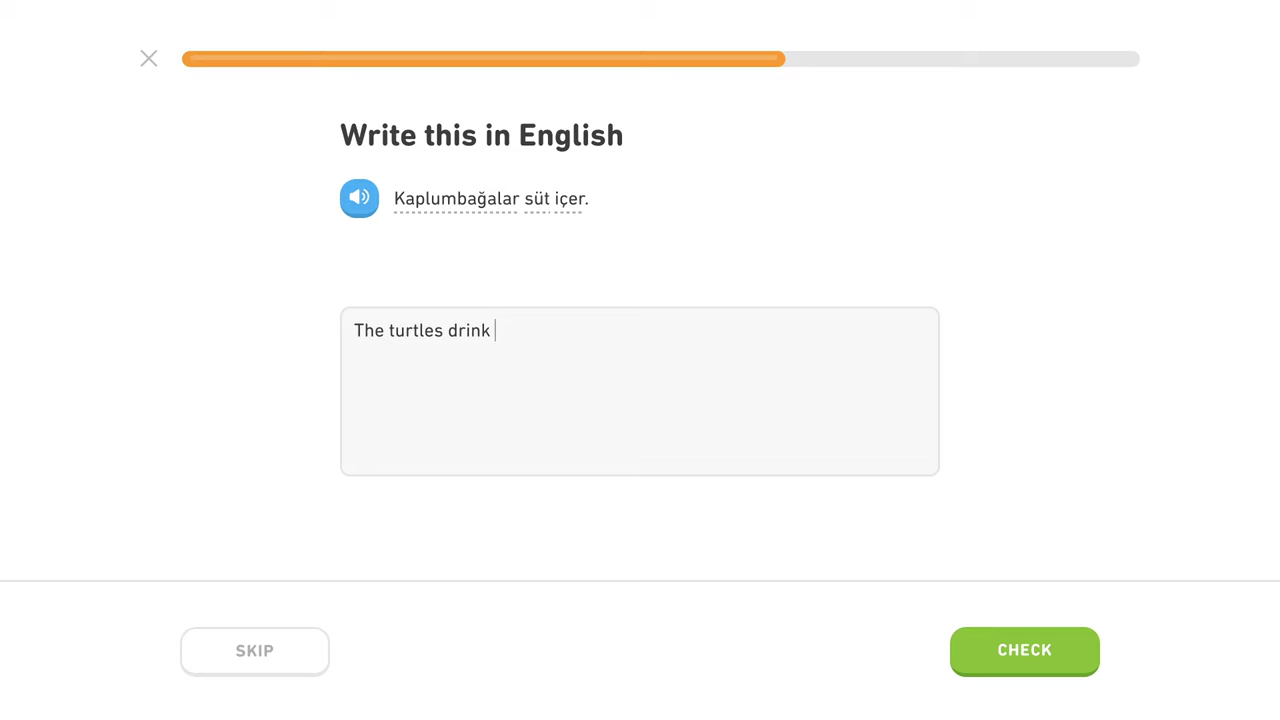 Write this in English
Kaplumbağalar süt içer.
The turtles drink
SKIP
CHECK